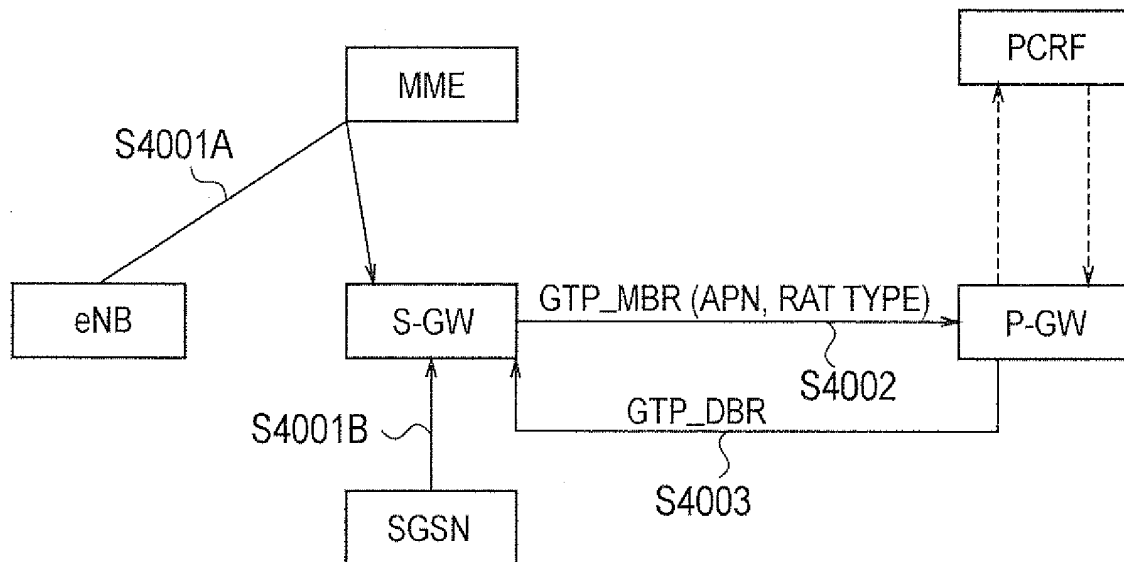 PCRF
MME
S4001A
eNB
S-GW
GTP_MBR (APN, RAT TYPE)
P-GW
S4002
GTP_DBR
S4001B
S4003
SGSN